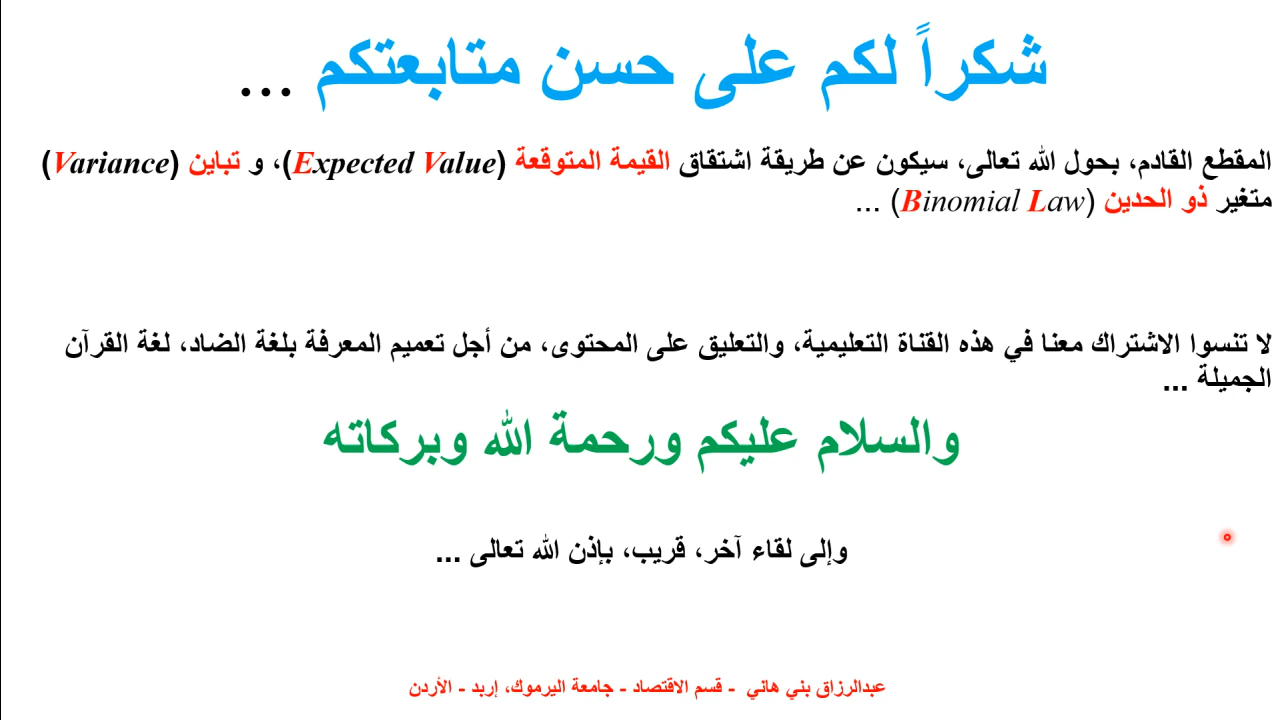 شكراً لكم على حسن متابعتكم ...
المقطع القادم، بحول الله تعالى، سيكون عن طريقة اشتقاق القيمة المتوقعة (Expected Value)، و تباين (Variance)
متغير ذو الحدين (Binomial Law) ...
لا تنسوا الاشتراك معنا في هذه القناة التعليمية، والتعليق على المحتوى، من أجل تعميم المعرفة بلغة الضاد، لغة القرآن
الجميلة ...
والسلام عليكم ورحمة الله وبركاته
وإلى لقاء آخر، قريب، بإذن الله تعالى ...
عبدالرزاق بني هاني - قسم الاقتصاد - جامعة اليرموك، إربد - الأردن